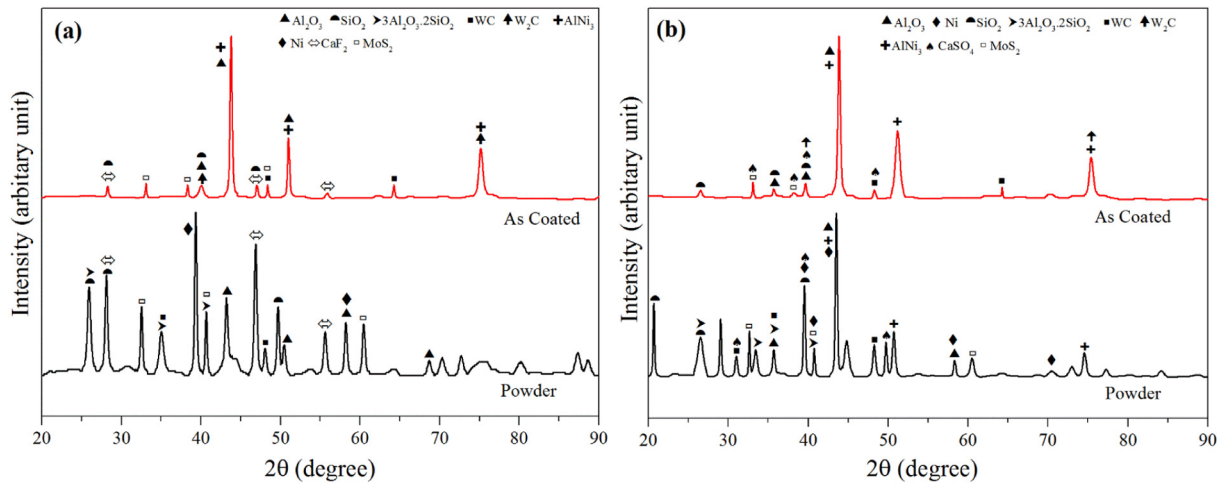 (a)
▲Al₂O₃ ◓SiO₂ ➤3Al₂O₃.2SiO₂ ■WC ↑W₂C ✚AlNi₃
◆Ni ⇔CaF₂ □MoS₂
As Coated
Powder
Intensity (arbitary unit)
20 30 40 50 60 70 80 90
2θ (degree)
(b)
▲Al₂O₃ ◆Ni ◓SiO₂ ➤3Al₂O₃.2SiO₂ ■WC ↑W₂C
✚AlNi₃ ♠CaSO₄ □MoS₂
As Coated
Powder
Intensity (arbitary unit)
20 30 40 50 60 70 80 90
2θ (degree)